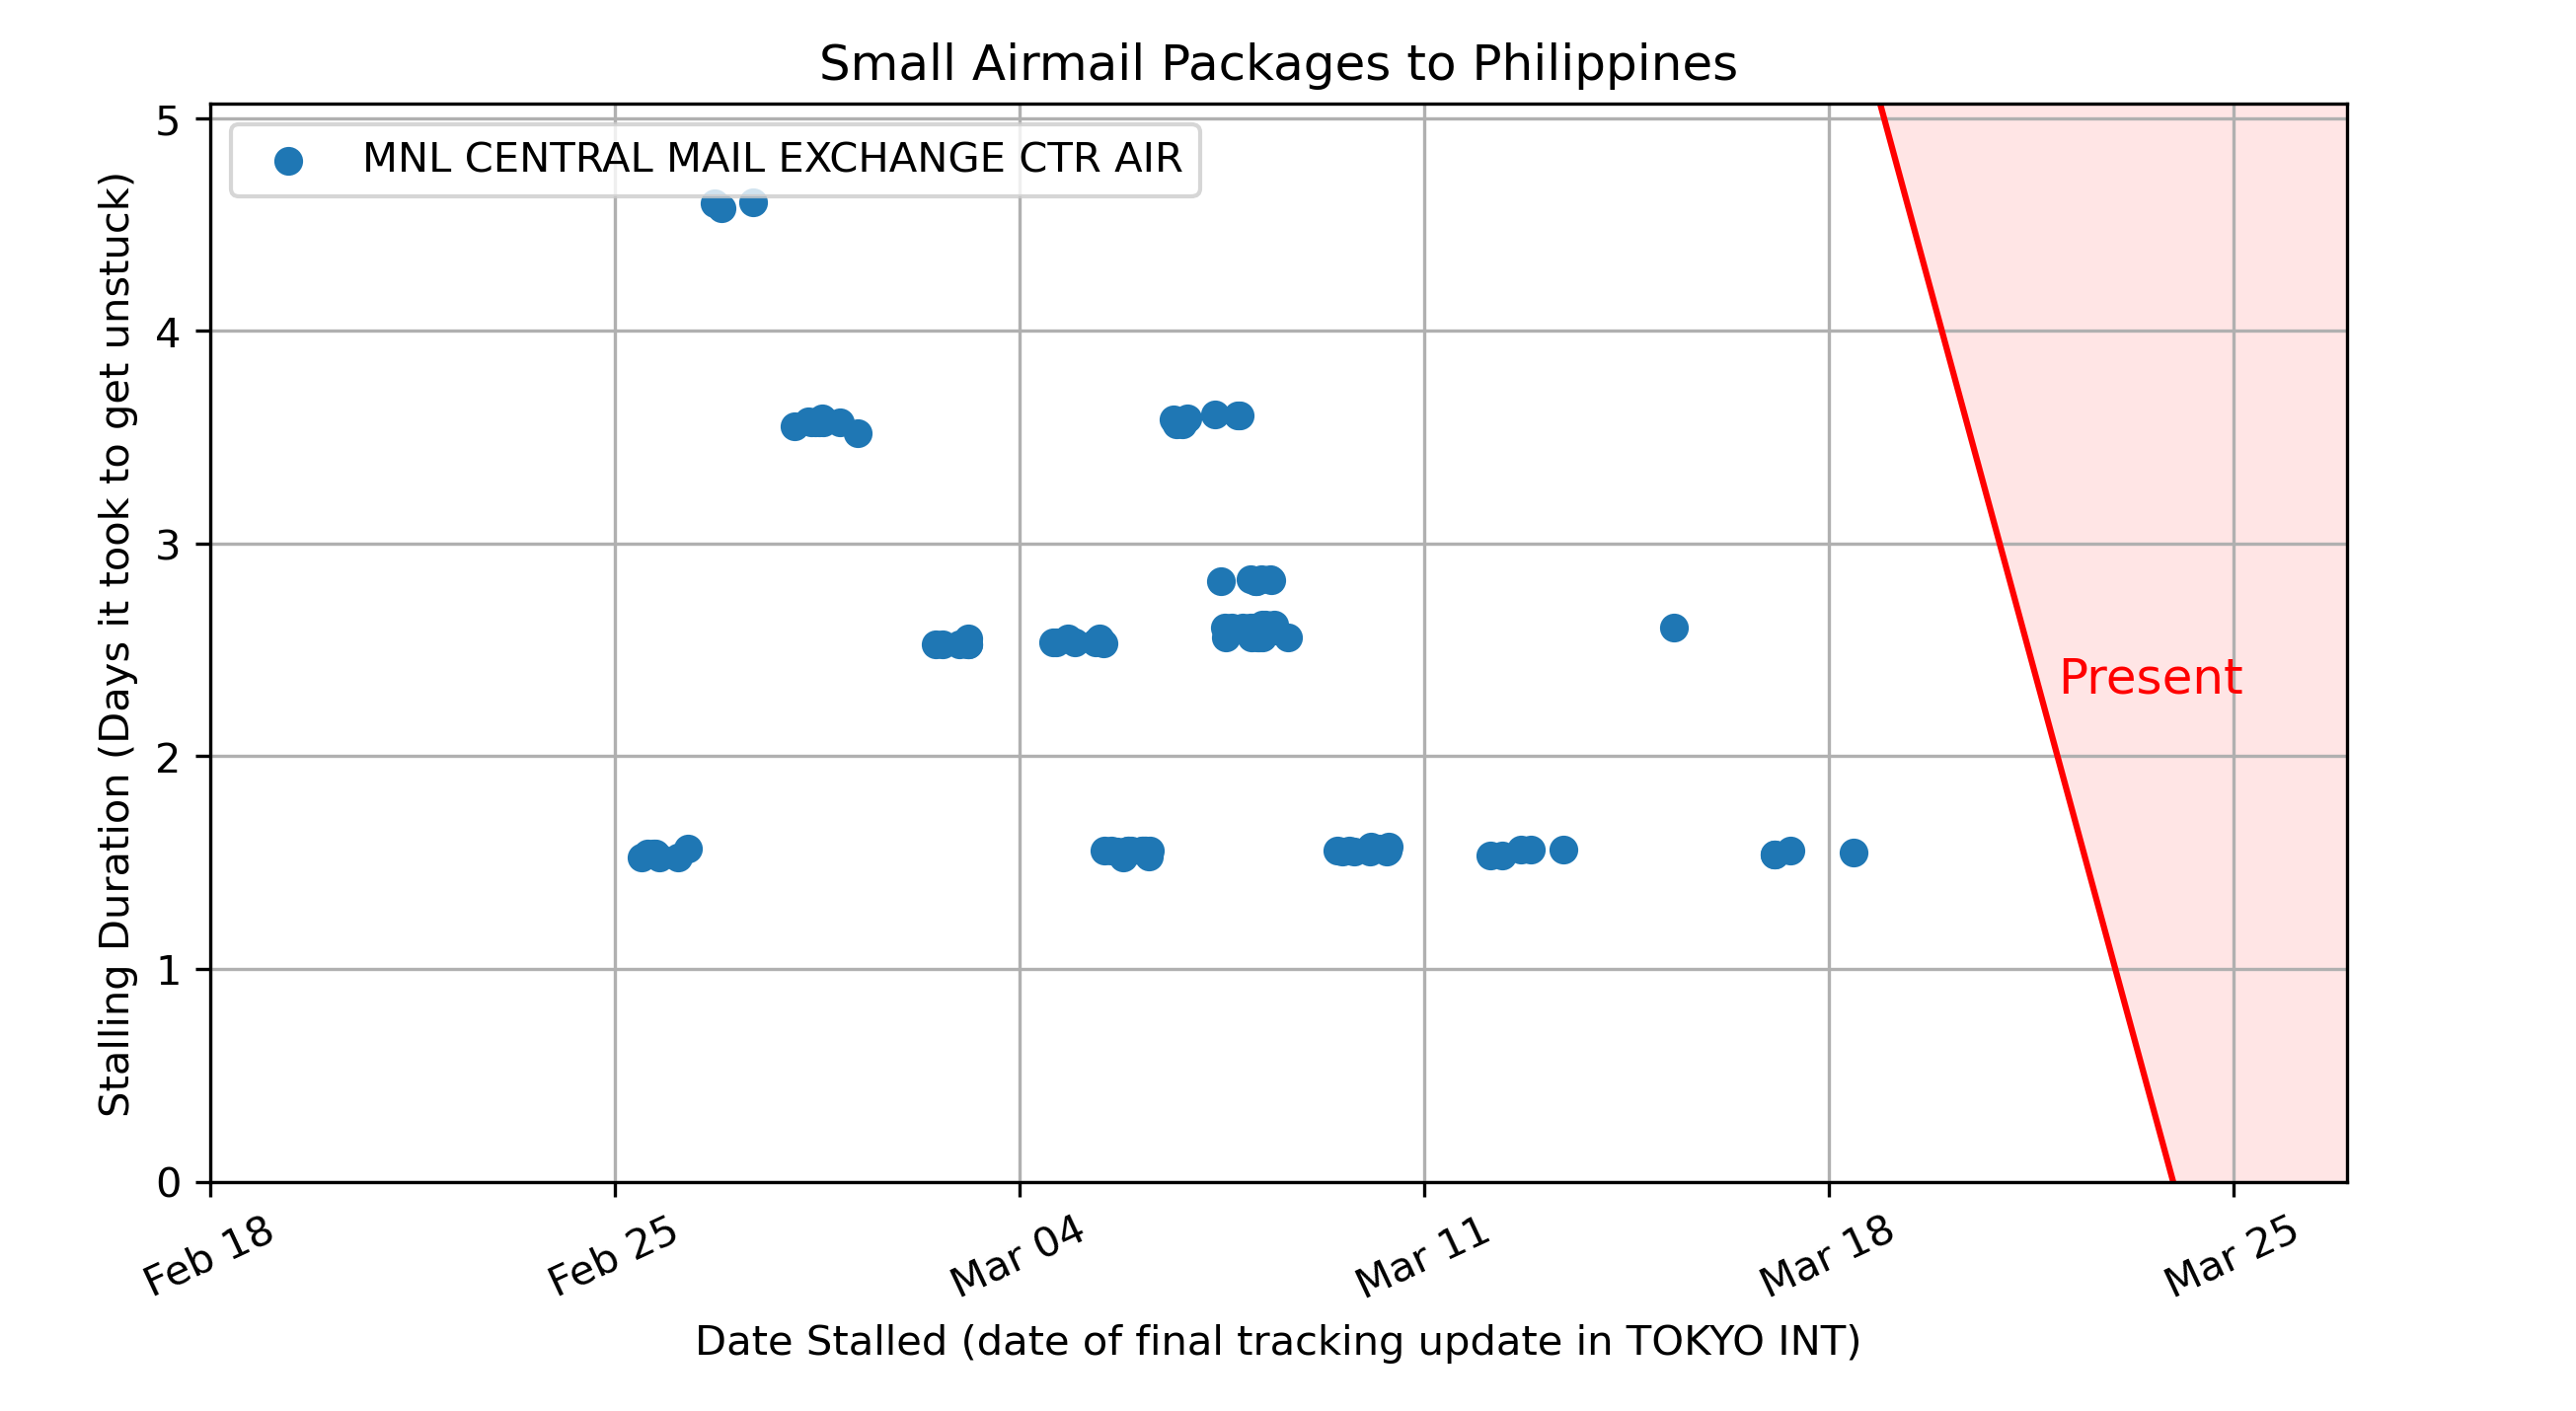 Small Airmail Packages to Philippines
MNL CENTRAL MAIL EXCHANGE CTR AIR
Stalling Duration (Days it took to get unstuck)
5
4
3
2
1
0
Present
Feb 18
Feb 25
Mar 04
Mar 11
Mar 18
Mar 25
Date Stalled (date of final tracking update in TOKYO INT)